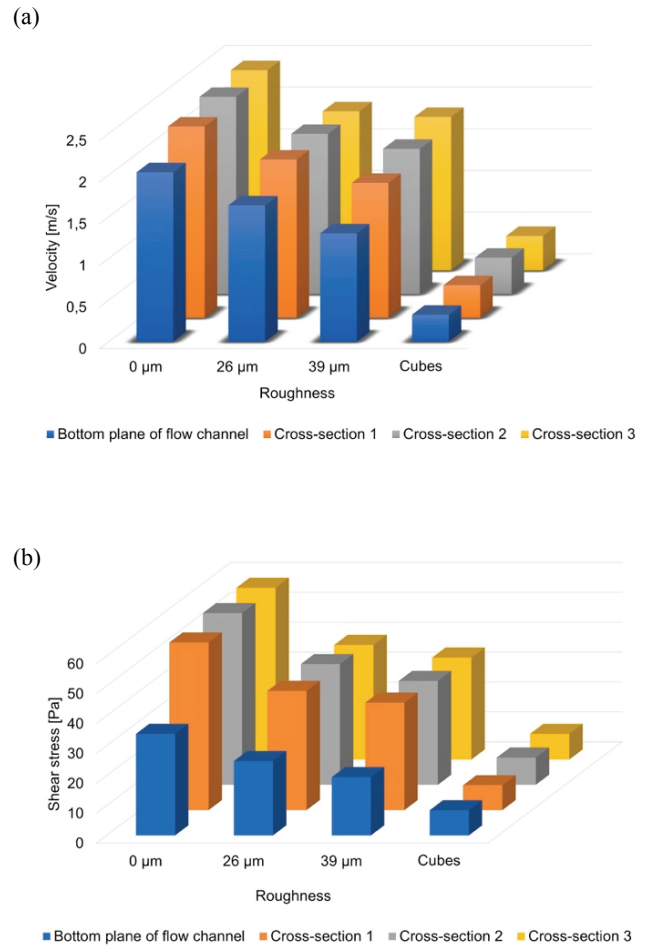 (a)
2,5
2
1,5
1
0,5
0
Velocity [m/s]
0 µm 26 µm 39 µm Cubes
Roughness
Bottom plane of flow channel Cross-section 1 Cross-section 2 Cross-section 3
(b)
60
50
40
30
20
10
0
Shear stress [Pa]
0 µm 26 µm 39 µm Cubes
Roughness
Bottom plane of flow channel Cross-section 1 Cross-section 2 Cross-section 3